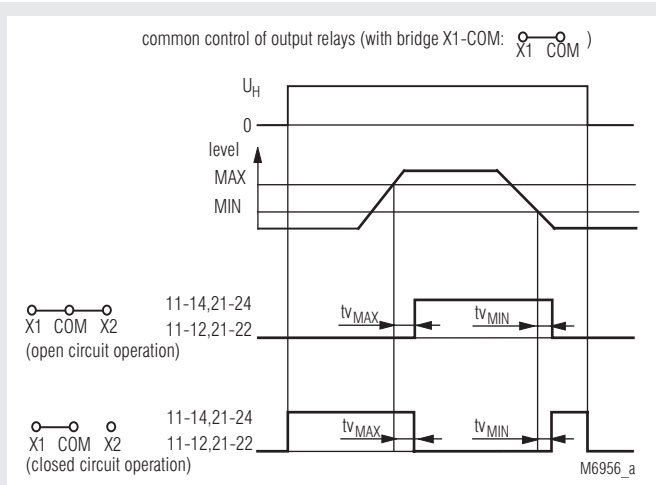 common control of output relays (with bridge X1-COM: X1 COM )
UH
0
level
MAX
MIN
11-14,21-24
X1 COM X2
11-12,21-22
(open circuit operation)
tvMAX
tvMIN
11-14,21-24
X1 COM X2
11-12,21-22
(closed circuit operation)
tvMAX
tvMIN
M6956_a